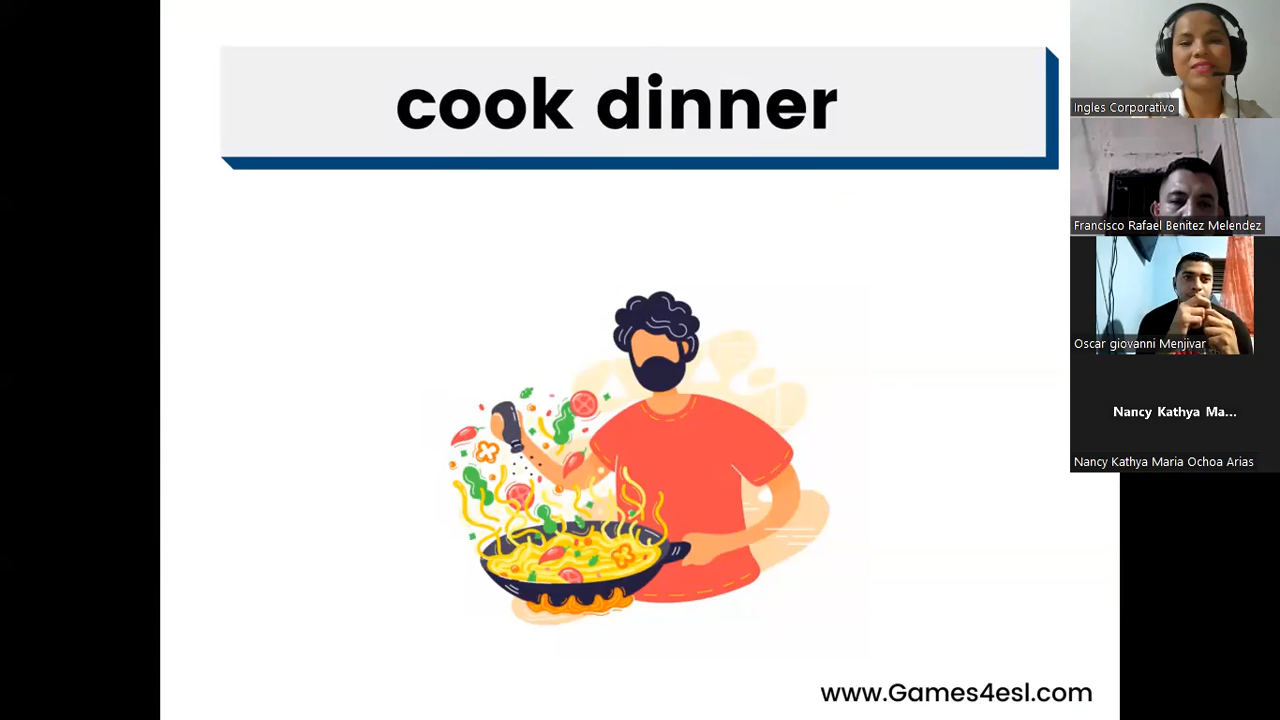 cook dinner
Ingles Corporativo
Francisco Rafael Benitez Melendez
Oscar giovanni Menjivar
Nancy Kathya Ma...
Nancy Kathya Maria Ochoa Arias
www.Games4esl.com